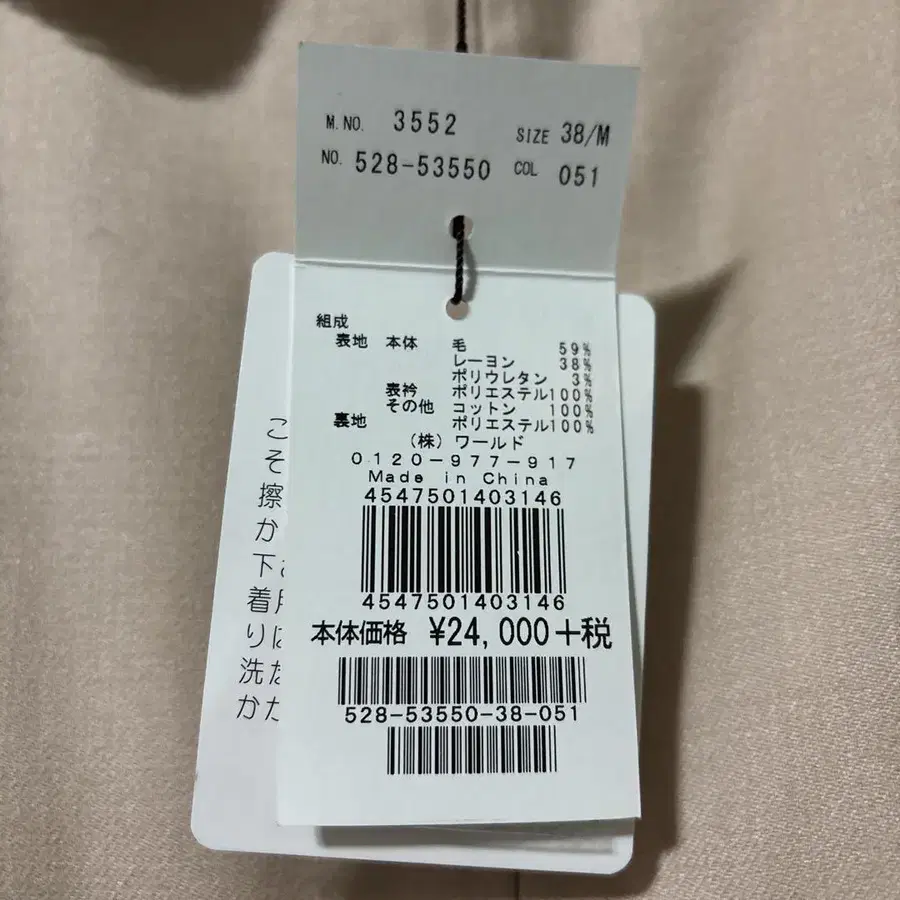 M.NO. 3552 SIZE 38/M
NO. 528-53550 COL 051
組成
表地 本体 毛 59%
レーヨン 38%
ポリウレタン 3%
表衿 ポリエステル100%
その他 コットン 100%
裏地 ポリエステル100%
（株）ワールド
0120-977-917
Made in China
4547501403146
4547501403146
本体価格 ¥24,000+税
528-53550-38-051
こ
そ
擦
か
下
着
り
洗
か